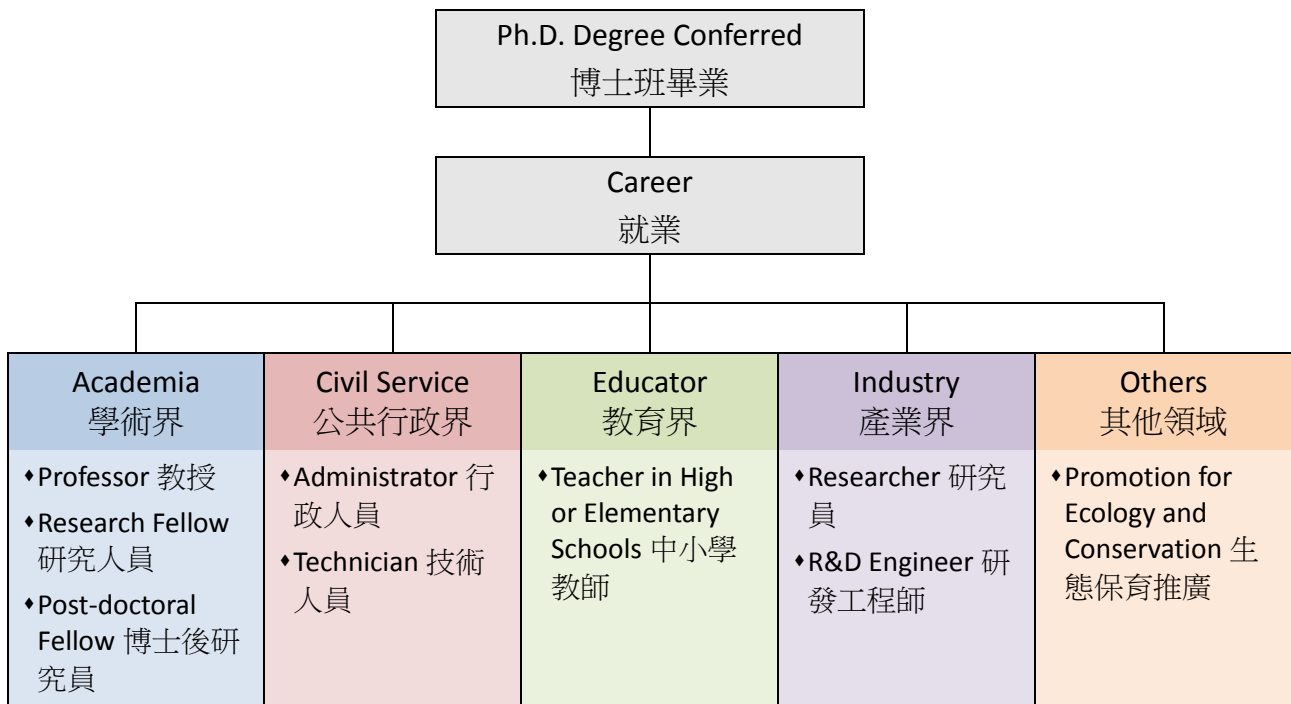 Ph.D. Degree Conferred
博士班畢業
Career
就業
Academia
學術界
♦Professor 教授
♦Research Fellow
研究人員
♦Post-doctoral
Fellow 博士後研
究員
Civil Service
公共行政界
♦Administrator 行
政人員
♦Technician 技術
人員
Educator
教育界
♦Teacher in High
or Elementary
Schools 中小學
教師
Industry
產業界
♦Researcher 研究
員
♦R&D Engineer 研
發工程師
Others
其他領域
♦Promotion for
Ecology and
Conservation 生
態保育推廣